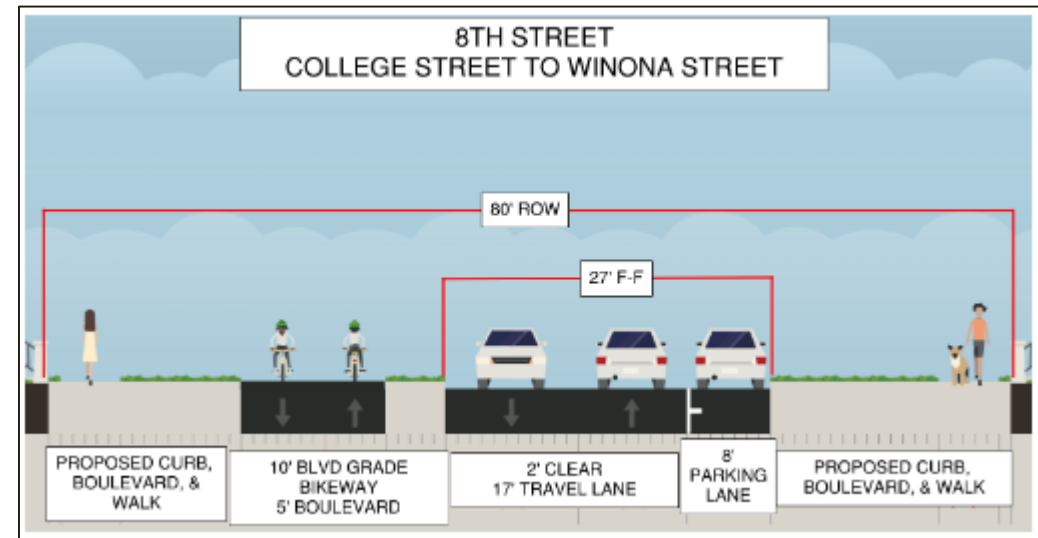 8TH STREET
COLLEGE STREET TO WINONA STREET
80' ROW
27' F-F
PROPOSED CURB,
BOULEVARD, &
WALK
10' BLVD GRADE
BIKEWAY
5' BOULEVARD
2' CLEAR
17' TRAVEL LANE
8'
PARKING
LANE
PROPOSED CURB,
BOULEVARD, & WALK